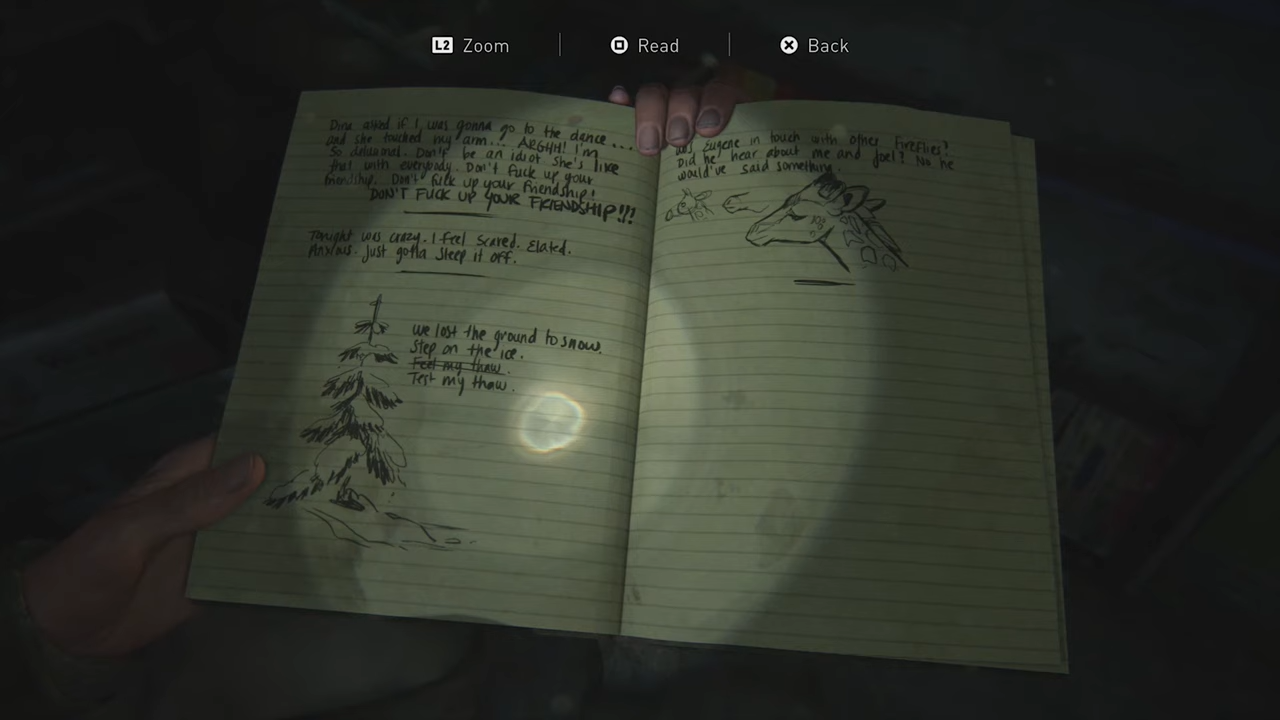 L2 Zoom
Read
Back
Dina asked if I was gonna go to the dance...
and she touched my arm... ARGHH! I'm
so delusional. Don't be an idiot she's like
that with everybody. Don't fuck up your
friendship. Don't fuck up your friendship!
DON'T FUCK UP YOUR FRIENDSHIP!!!
Tonight was crazy. I feel scared. Elated.
Anxious. Just gotta sleep it off.
we lost the ground to snow.
Step on the ice.
Feel my thaw.
Test my thaw.
Was Eugene in touch with other Fireflies?
Did he hear about me and Joel? No he
would've said something.